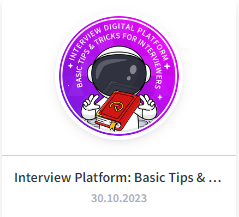 INTERVIEW DIGITAL PLATFORM
BASIC TIPS & TRICKS FOR INTERVIEWERS
Interview Platform: Basic Tips & ...
30.10.2023